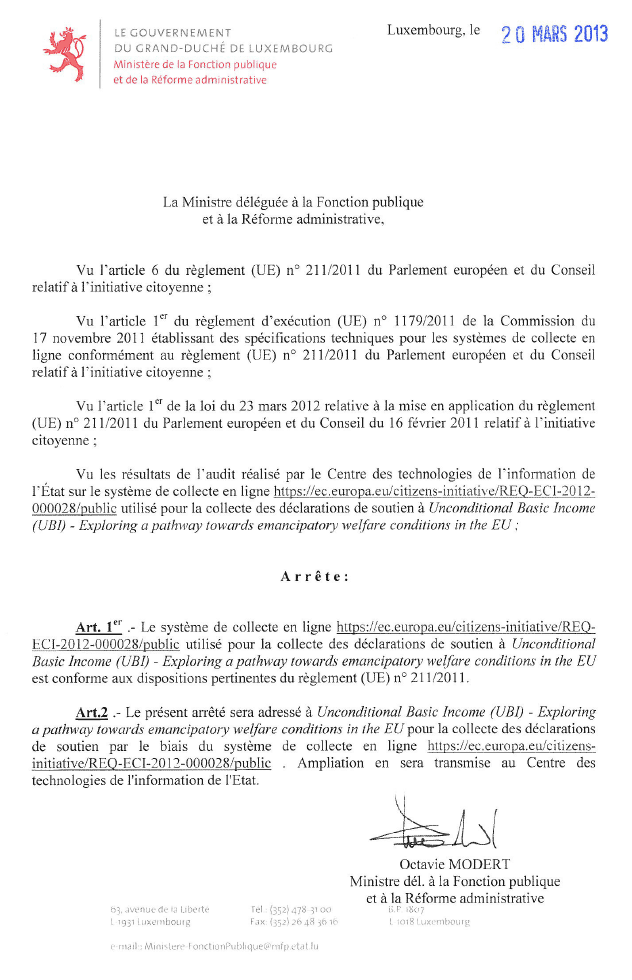 LE GOUVERNEMENT
DU GRAND-DUCHÉ DE LUXEMBOURG
Ministère de la Fonction publique
et de la Réforme administrative
Luxembourg, le 20 MARS 2013
La Ministre déléguée à la Fonction publique
et à la Réforme administrative,
Vu l'article 6 du règlement (UE) n° 211/2011 du Parlement européen et du Conseil
relatif à l'initiative citoyenne ;
Vu l'article 1er du règlement d'exécution (UE) n° 1179/2011 de la Commission du
17 novembre 2011 établissant des spécifications techniques pour les systèmes de collecte en
ligne conformément au règlement (UE) n° 211/2011 du Parlement européen et du Conseil
relatif à l'initiative citoyenne ;
Vu l'article 1er de la loi du 23 mars 2012 relative à la mise en application du règlement
(UE) n° 211/2011 du Parlement européen et du Conseil du 16 février 2011 relatif à l'initiative
citoyenne ;
Vu les résultats de l'audit réalisé par le Centre des technologies de l'information de
l'État sur le système de collecte en ligne https://ec.europa.eu/citizens-initiative/REQ-ECI-2012-
000028/public utilisé pour la collecte des déclarations de soutien à Unconditional Basic Income
(UBI) - Exploring a pathway towards emancipatory welfare conditions in the EU ;
Arrête:
Art. 1er .- Le système de collecte en ligne https://ec.europa.eu/citizens-initiative/REQ-
ECI-2012-000028/public utilisé pour la collecte des déclarations de soutien à Unconditional
Basic Income (UBI) - Exploring a pathway towards emancipatory welfare conditions in the EU
est conforme aux dispositions pertinentes du règlement (UE) n° 211/2011.
Art.2 .- Le présent arrêté sera adressé à Unconditional Basic Income (UBI) - Exploring
a pathway towards emancipatory welfare conditions in the EU pour la collecte des déclarations
de soutien par le biais du système de collecte en ligne https://ec.europa.eu/citizens-
initiative/REQ-ECI-2012-000028/public . Ampliation en sera transmise au Centre des
technologies de l'information de l'Etat.
Octavie MODERT
Ministre dél. à la Fonction publique
et à la Réforme administrative
63, avenue de la Liberté
L-1931 Luxembourg
Tel.: (352) 478-31 00
Fax: (352) 26 48 36 16
B.P. 1807
L-1018 Luxembourg
e-mail: Ministere-FonctionPublique@mfp.etat.lu